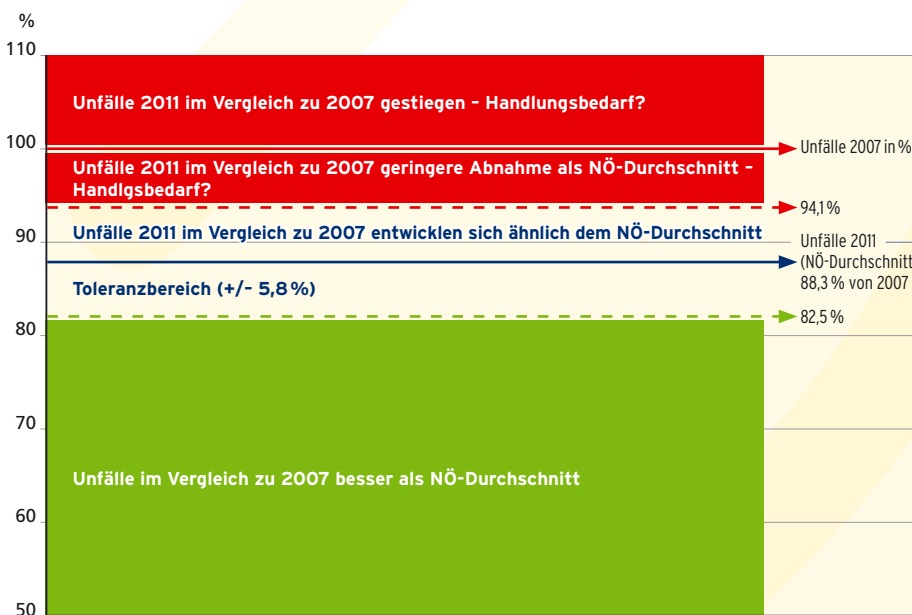 %
110
Unfälle 2011 im Vergleich zu 2007 gestiegen – Handlungsbedarf?
100
Unfälle 2007 in %
Unfälle 2011 im Vergleich zu 2007 geringere Abnahme als NÖ-Durchschnitt –
Handlgsbedarf?
94,1 %
90
Unfälle 2011 im Vergleich zu 2007 entwicklen sich ähnlich dem NÖ-Durchschnitt
Unfälle 2011
(NÖ-Durchschnitt
88,3 % von 2007
Toleranzbereich (+/– 5,8 %)
82,5 %
80
70
Unfälle im Vergleich zu 2007 besser als NÖ-Durchschnitt
60
50